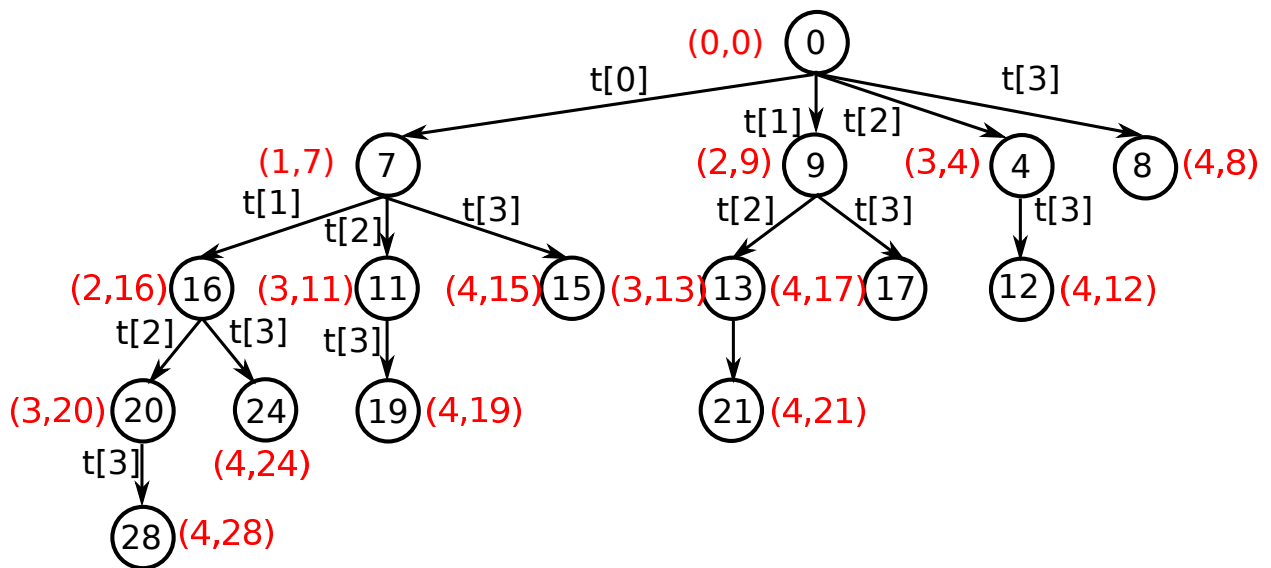 (0,0) 0
t[0] t[1] t[2] t[3]
(1,7) 7 (2,9) 9 (3,4) 4 8 (4,8)
t[1] t[2] t[3] t[2] t[3] t[3]
(2,16) 16 (3,11) 11 (4,15) 15 (3,13) 13 (4,17) 17 12 (4,12)
t[2] t[3] t[3]
(3,20) 20 24 19 (4,19) 21 (4,21)
t[3] (4,24)
28 (4,28)